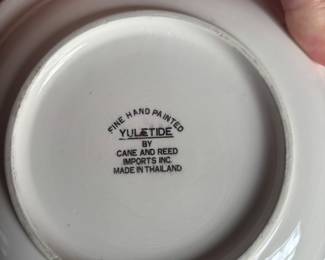 FINE HAND PAINTED
YULETIDE
BY
CANE AND REED
IMPORTS INC.
MADE IN THAILAND